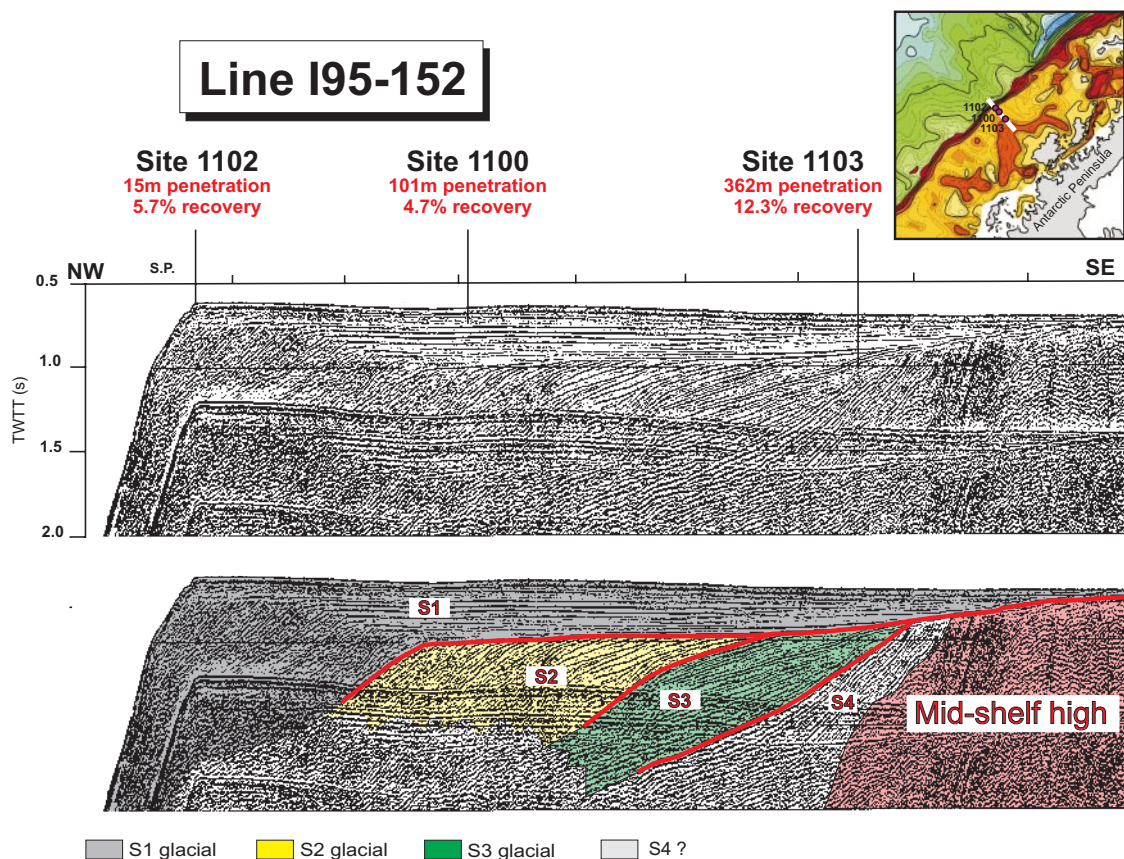 Line I95-152
1102
1100
1103
Antarctic Peninsula
Site 1102
15m penetration
5.7% recovery
Site 1100
101m penetration
4.7% recovery
Site 1103
362m penetration
12.3% recovery
NW
S.P.
SE
0.5
1.0
1.5
2.0
TWTT (s)
S1
S2
S3
S4
Mid-shelf high
S1 glacial
S2 glacial
S3 glacial
S4 ?